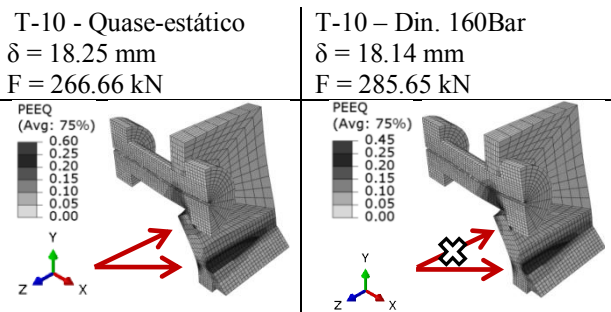 T-10 - Quase-estático
δ = 18.25 mm
F = 266.66 kN
PEEQ
(Avg: 75%)
0.60
0.25
0.20
0.15
0.10
0.05
0.00
Y
Z
X
T-10 – Din. 160Bar
δ = 18.14 mm
F = 285.65 kN
PEEQ
(Avg: 75%)
0.45
0.25
0.20
0.15
0.10
0.05
0.00
Y
Z
X